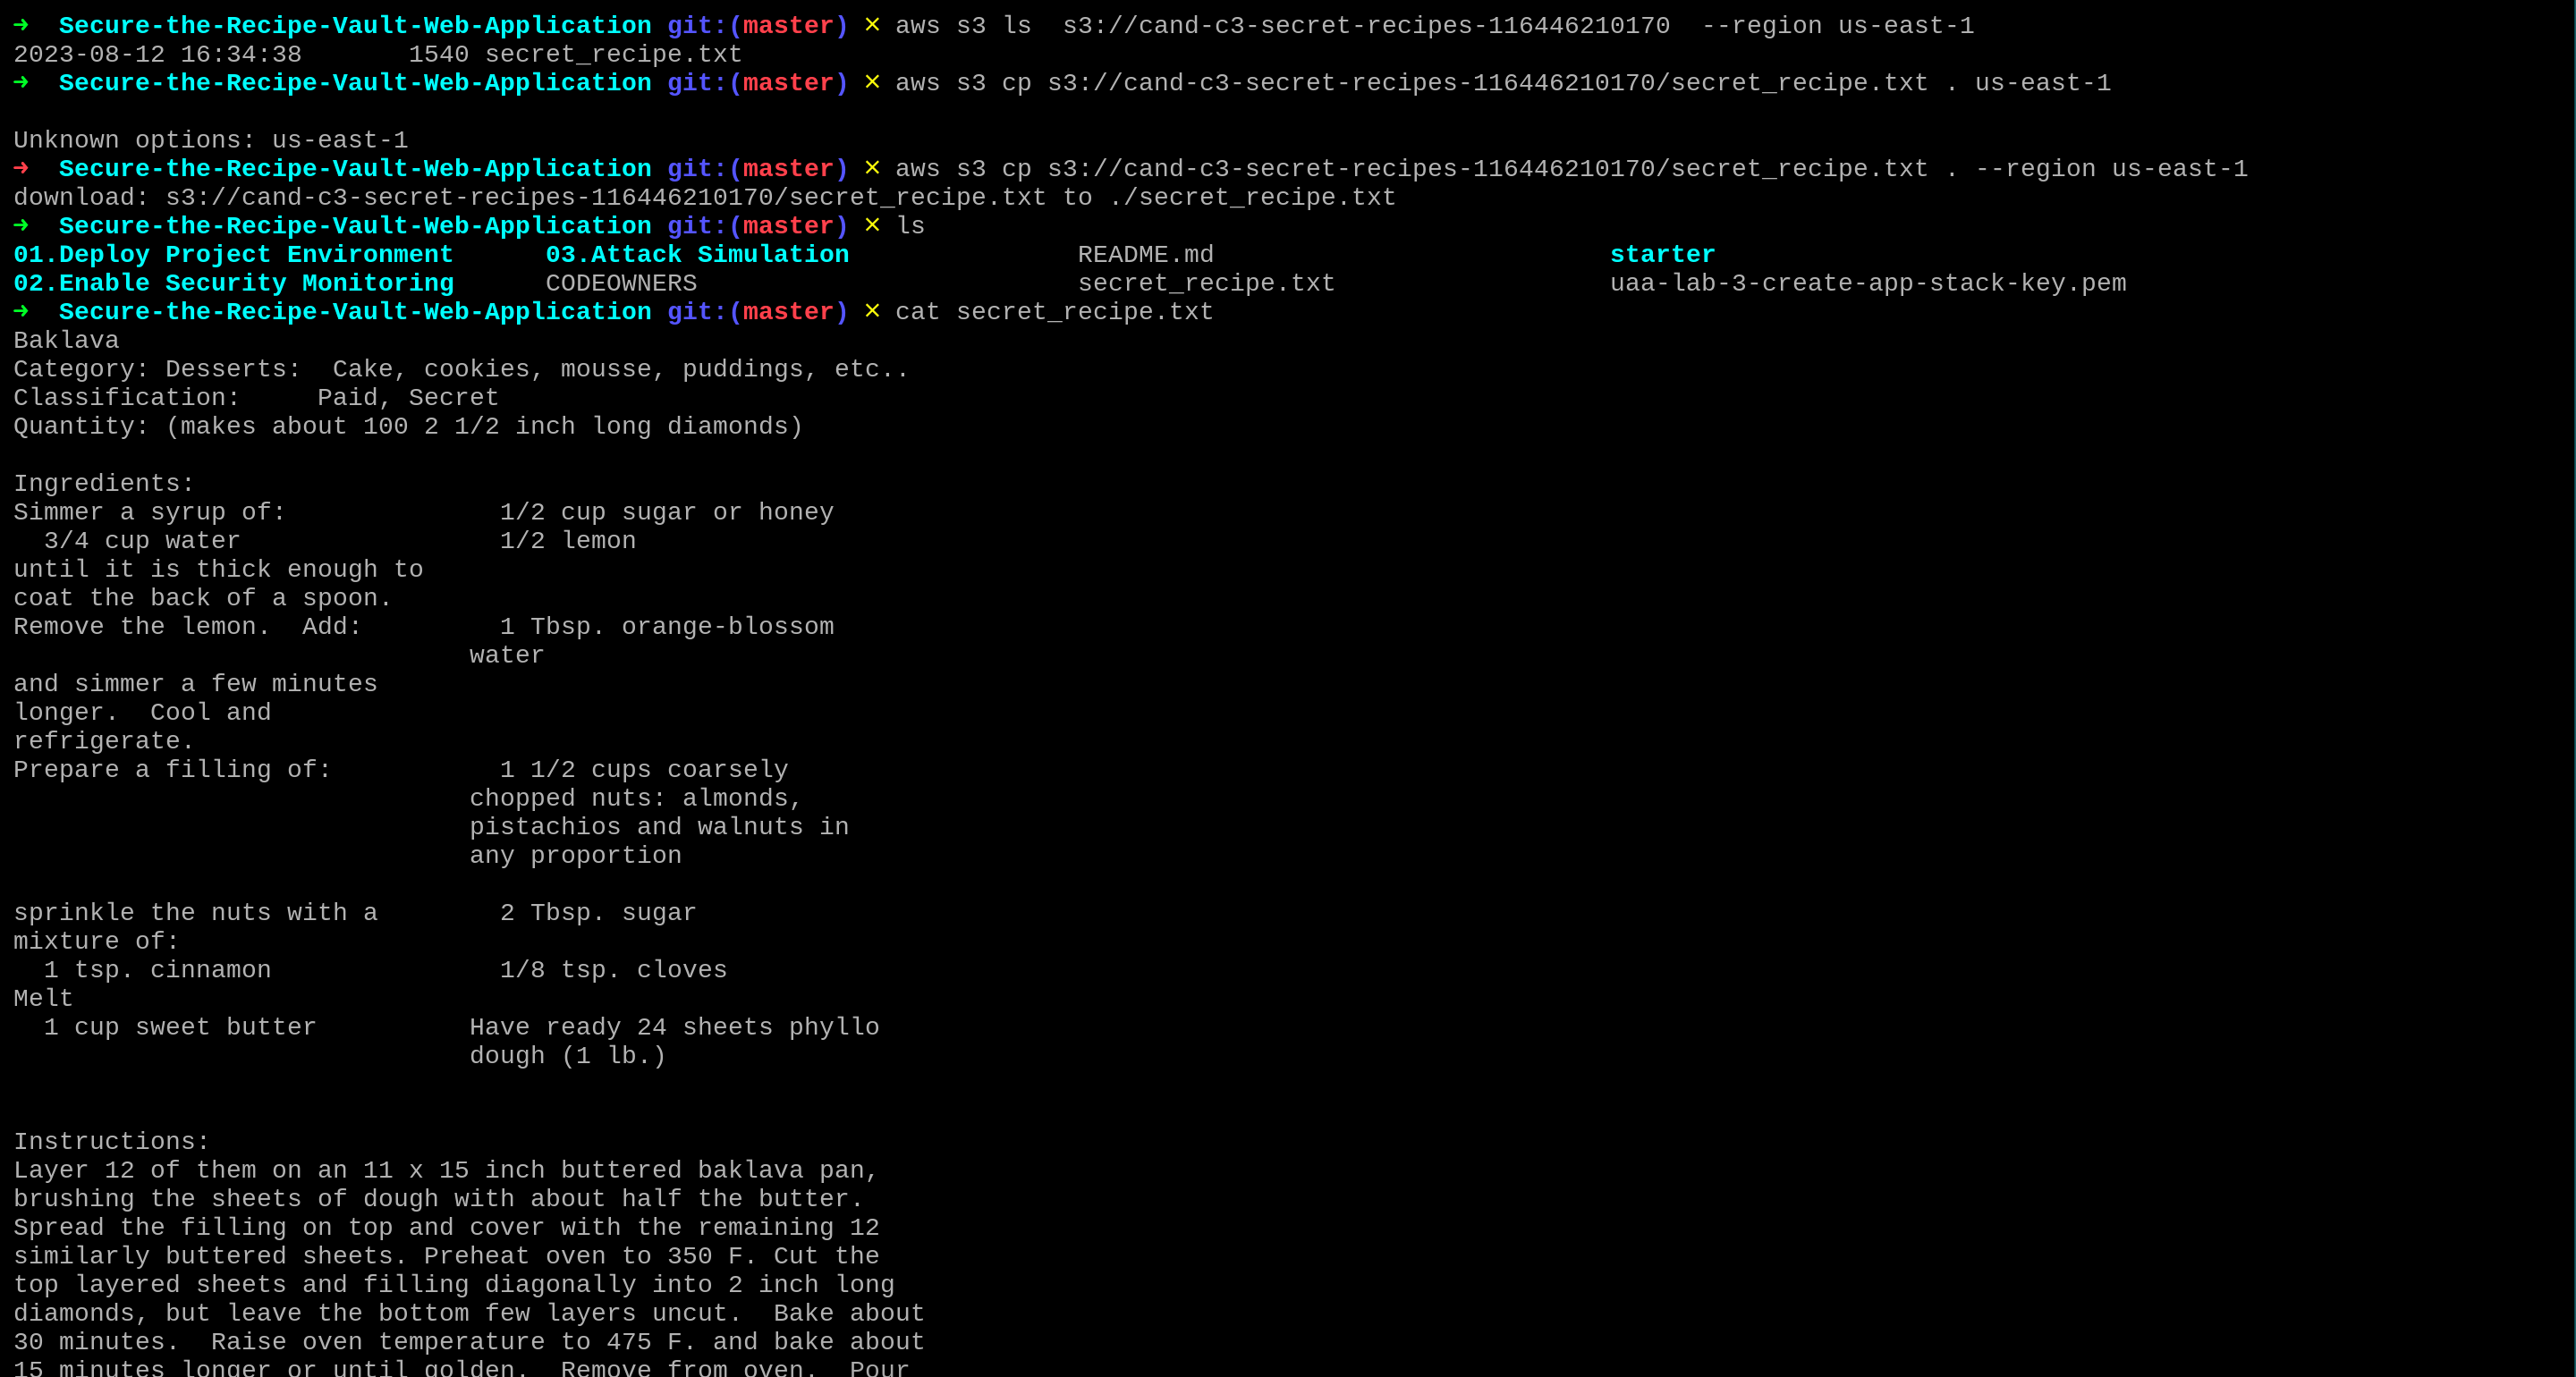 ➜  Secure-the-Recipe-Vault-Web-Application git:(master) ✗ aws s3 ls  s3://cand-c3-secret-recipes-116446210170  --region us-east-1
2023-08-12 16:34:38       1540 secret_recipe.txt
➜  Secure-the-Recipe-Vault-Web-Application git:(master) ✗ aws s3 cp s3://cand-c3-secret-recipes-116446210170/secret_recipe.txt . us-east-1

Unknown options: us-east-1
➜  Secure-the-Recipe-Vault-Web-Application git:(master) ✗ aws s3 cp s3://cand-c3-secret-recipes-116446210170/secret_recipe.txt . --region us-east-1
download: s3://cand-c3-secret-recipes-116446210170/secret_recipe.txt to ./secret_recipe.txt
➜  Secure-the-Recipe-Vault-Web-Application git:(master) ✗ ls
01.Deploy Project Environment      03.Attack Simulation               README.md                          starter
02.Enable Security Monitoring      CODEOWNERS                         secret_recipe.txt                  uaa-lab-3-create-app-stack-key.pem
➜  Secure-the-Recipe-Vault-Web-Application git:(master) ✗ cat secret_recipe.txt
Baklava
Category: Desserts:  Cake, cookies, mousse, puddings, etc..
Classification:     Paid, Secret
Quantity: (makes about 100 2 1/2 inch long diamonds)

Ingredients:
Simmer a syrup of:              1/2 cup sugar or honey
  3/4 cup water                 1/2 lemon
until it is thick enough to
coat the back of a spoon.
Remove the lemon.  Add:         1 Tbsp. orange-blossom
                              water
and simmer a few minutes
longer.  Cool and
refrigerate.
Prepare a filling of:           1 1/2 cups coarsely
                              chopped nuts: almonds,
                              pistachios and walnuts in
                              any proportion

sprinkle the nuts with a        2 Tbsp. sugar
mixture of:
  1 tsp. cinnamon               1/8 tsp. cloves
Melt
  1 cup sweet butter          Have ready 24 sheets phyllo
                              dough (1 lb.)

Instructions:
Layer 12 of them on an 11 x 15 inch buttered baklava pan,
brushing the sheets of dough with about half the butter.
Spread the filling on top and cover with the remaining 12
similarly buttered sheets. Preheat oven to 350 F. Cut the
top layered sheets and filling diagonally into 2 inch long
diamonds, but leave the bottom few layers uncut.  Bake about
30 minutes.  Raise oven temperature to 475 F. and bake about
15 minutes longer or until golden.  Remove from oven.  Pour